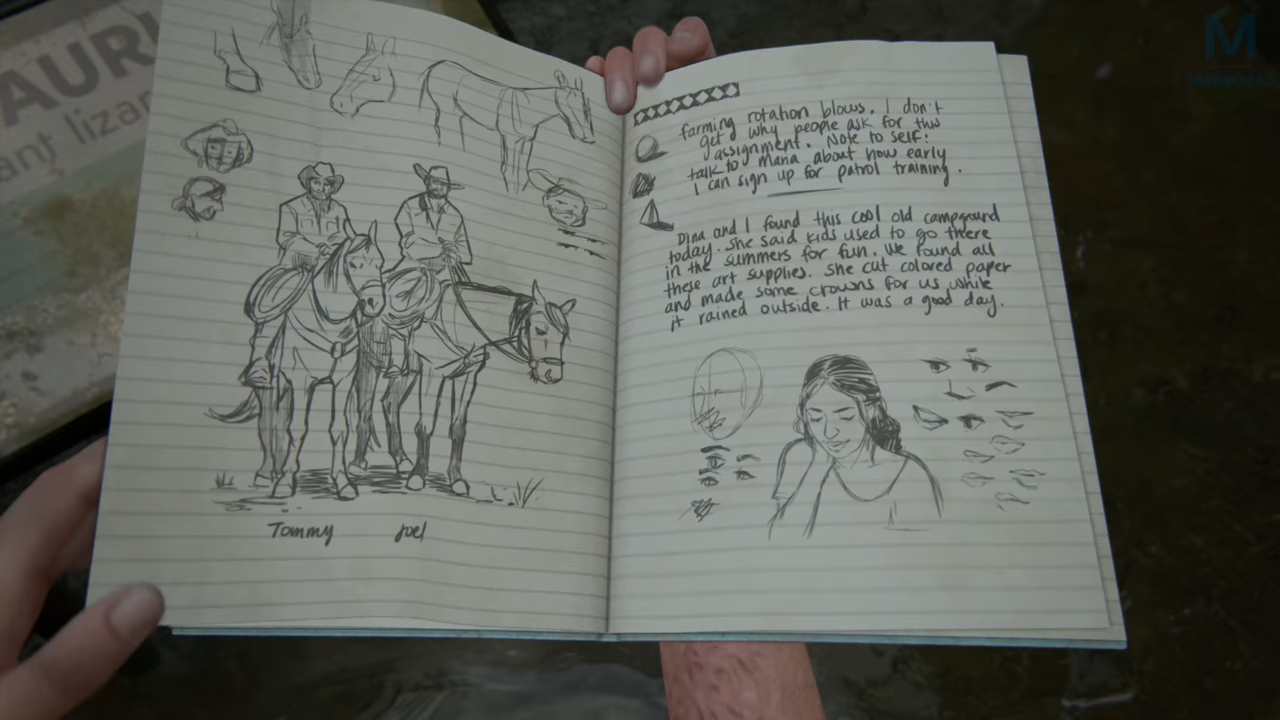 AUR
ant liza
M
farming rotation blows. I don't
get why people ask for this
assignment. Note to self:
talk to Maria about how early
I can sign up for patrol training.
Dina and I found this cool old campground
today. She said kids used to go there
in the summers for fun. We found all
these art supplies. She cut colored paper
and made some crowns for us while
it rained outside. It was a good day.
Tommy Joel